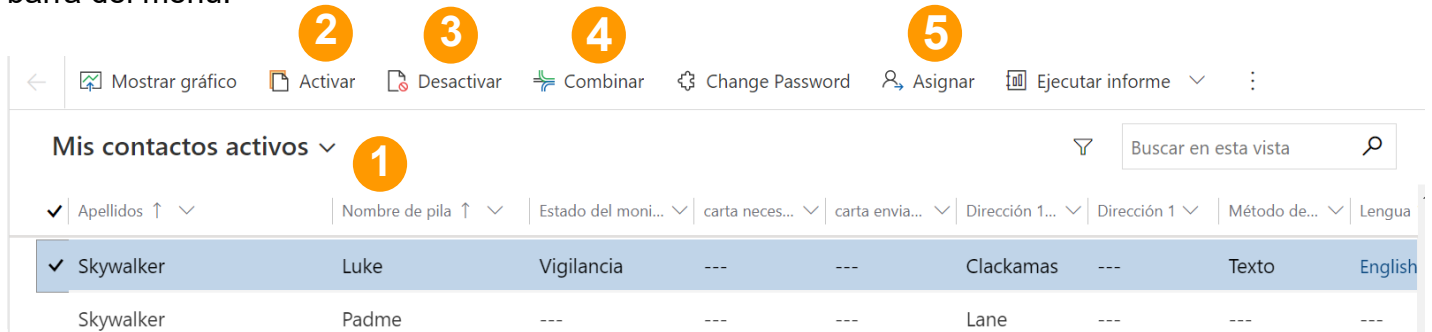 barra del menú.
2 3 4 5
Mostrar gráfico Activar Desactivar Combinar Change Password Asignar Ejecutar informe
Mis contactos activos 1 Buscar en esta vista
Apellidos ↑ Nombre de pila ↑ Estado del moni... carta neces... carta envia... Dirección 1... Dirección 1 Método de... Lengua
Skywalker Luke Vigilancia --- --- Clackamas --- Texto English
Skywalker Padme --- --- --- Lane --- --- ---